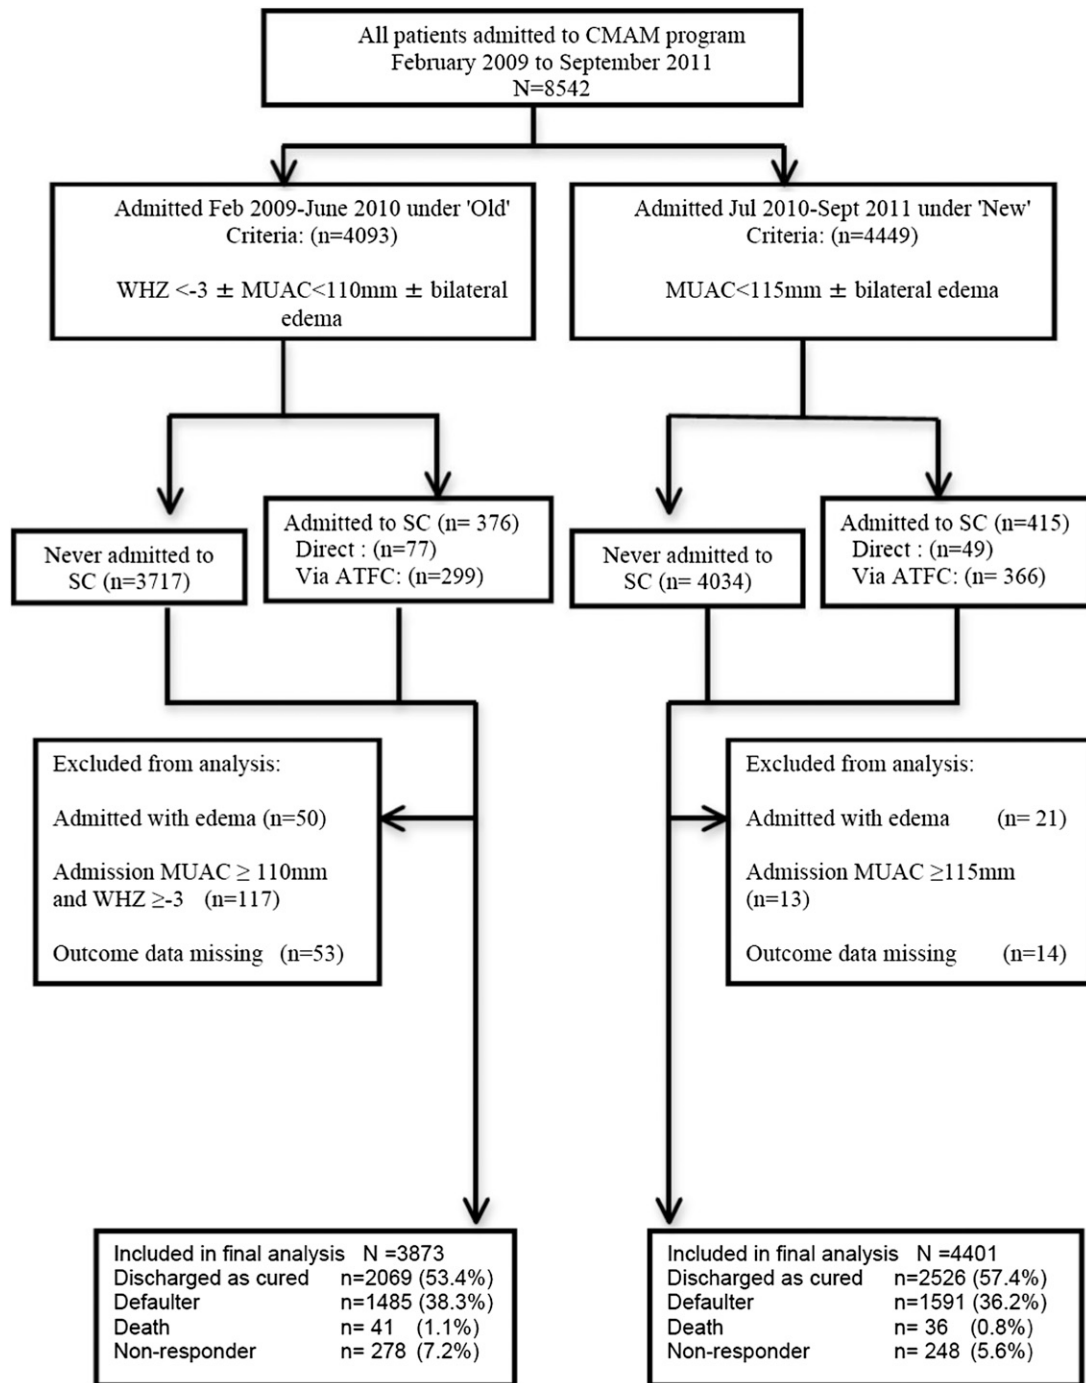 All patients admitted to CMAM program
February 2009 to September 2011
N=8542
Admitted Feb 2009-June 2010 under 'Old'
Criteria: (n=4093)
WHZ <-3 ± MUAC<110mm ± bilateral
edema
Admitted Jul 2010-Sept 2011 under 'New'
Criteria: (n=4449)
MUAC<115mm ± bilateral edema
Never admitted to
SC (n=3717)
Admitted to SC (n= 376)
Direct : (n=77)
Via ATFC: (n=299)
Never admitted to
SC (n= 4034)
Admitted to SC (n=415)
Direct : (n=49)
Via ATFC: (n= 366)
Excluded from analysis:
Admitted with edema (n=50)
Admission MUAC ≥ 110mm
and WHZ ≥-3 (n=117)
Outcome data missing (n=53)
Excluded from analysis:
Admitted with edema (n= 21)
Admission MUAC ≥115mm
(n=13)
Outcome data missing (n=14)
Included in final analysis N =3873
Discharged as cured n=2069 (53.4%)
Defaulter n=1485 (38.3%)
Death n= 41 (1.1%)
Non-responder n= 278 (7.2%)
Included in final analysis N =4401
Discharged as cured n=2526 (57.4%)
Defaulter n=1591 (36.2%)
Death n= 36 (0.8%)
Non-responder n= 248 (5.6%)